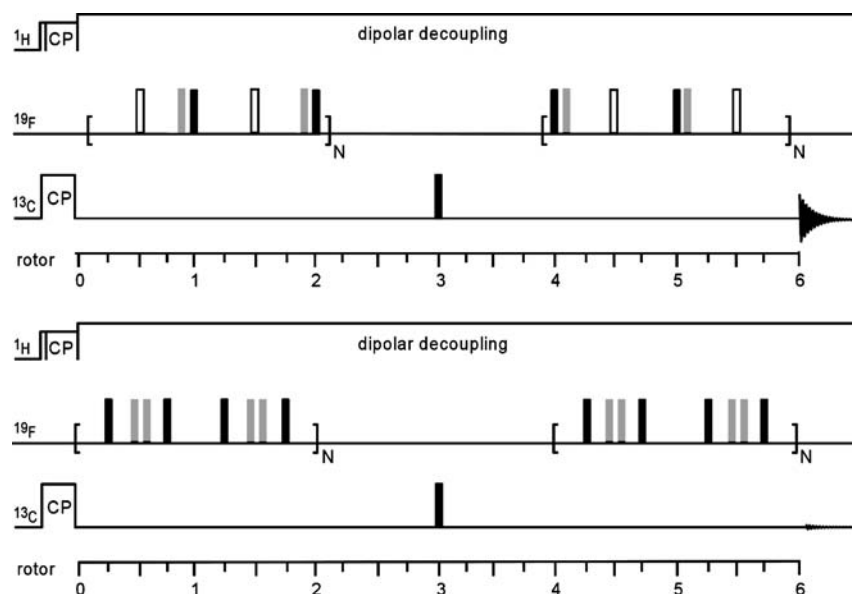 1H CP dipolar decoupling
19F N N
13C CP
rotor
0 1 2 3 4 5 6
1H CP dipolar decoupling
19F N N
13C CP
rotor
0 1 2 3 4 5 6